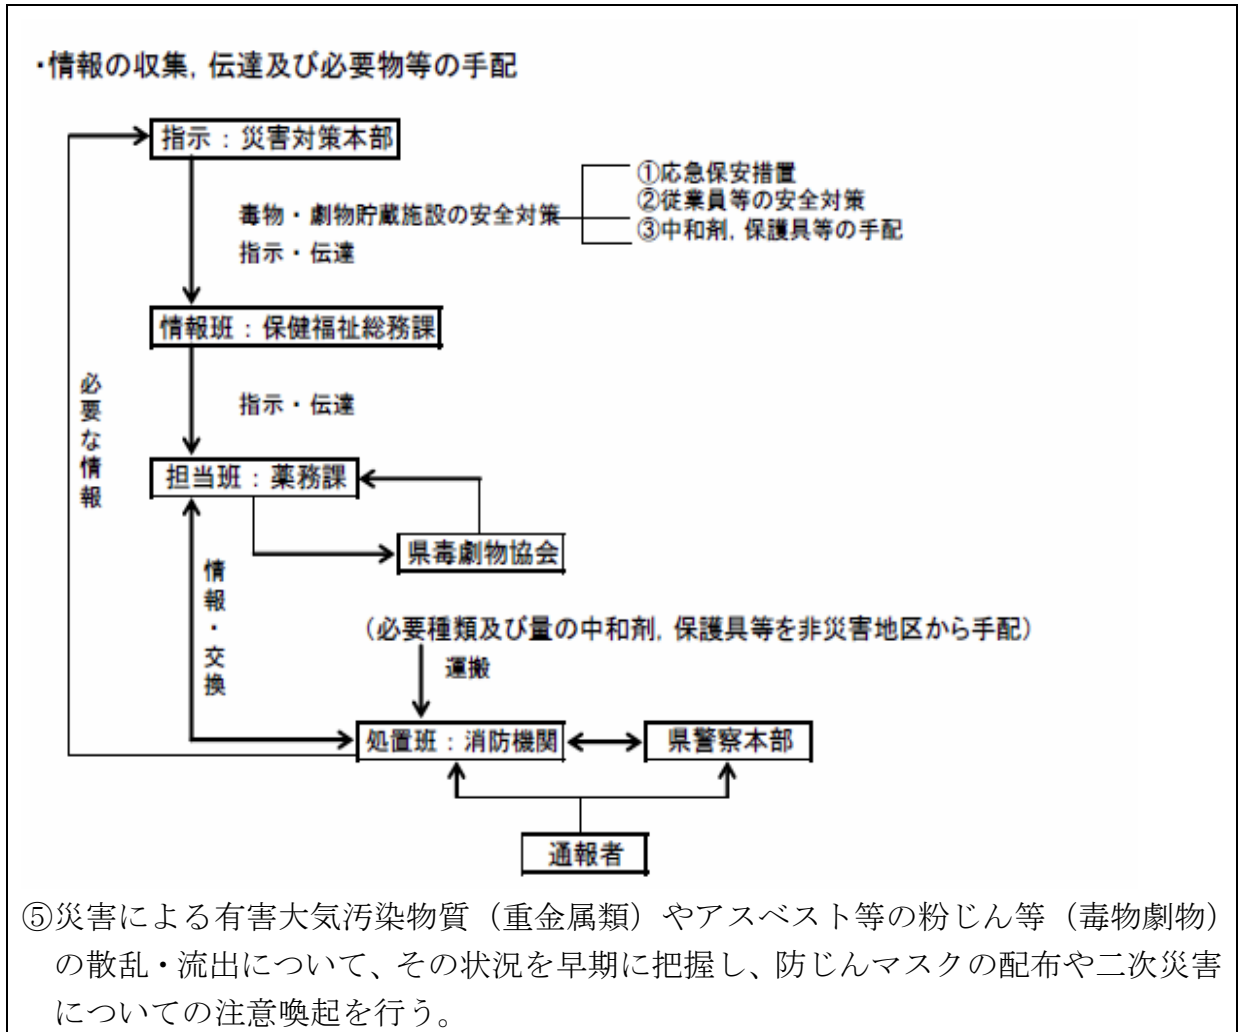 ・情報の収集，伝達及び必要物等の手配
指示：災害対策本部
毒物・劇物貯蔵施設の安全対策
指示・伝達
①応急保安措置
②従業員等の安全対策
③中和剤，保護具等の手配
情報班：保健福祉総務課
指示・伝達
必要な情報
担当班：薬務課
県毒劇物協会
情報・交換
（必要種類及び量の中和剤，保護具等を非災害地区から手配）
運搬
処置班：消防機関
県警察本部
通報者
⑤災害による有害大気汚染物質（重金属類）やアスベスト等の粉じん等（毒物劇物）
の散乱・流出について、その状況を早期に把握し、防じんマスクの配布や二次災害
についての注意喚起を行う。